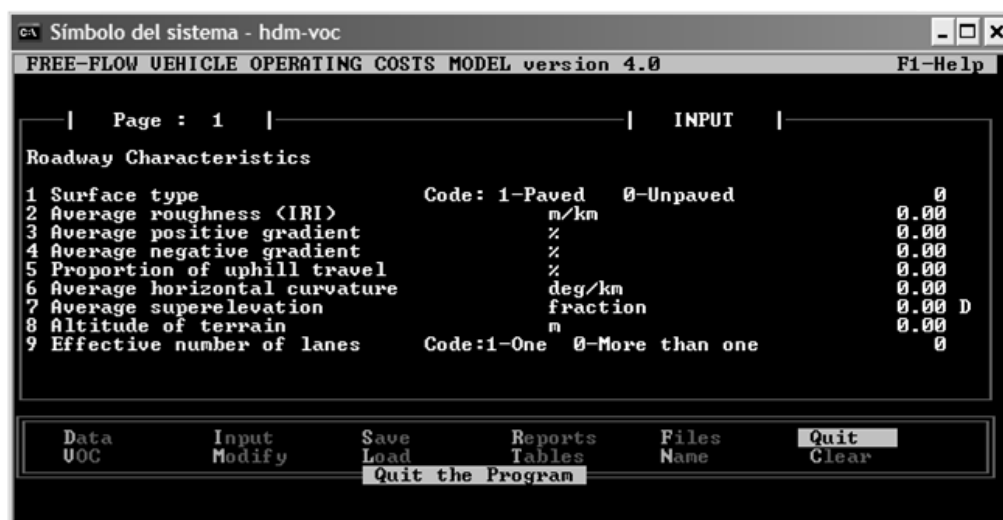 Símbolo del sistema - hdm-voc
FREE-FLOW VEHICLE OPERATING COSTS MODEL version 4.0 F1-Help
Page : 1 INPUT
Roadway Characteristics
1 Surface type Code: 1-Paved 0-Unpaved 0
2 Average roughness (IRI) m/km 0.00
3 Average positive gradient % 0.00
4 Average negative gradient % 0.00
5 Proportion of uphill travel % 0.00
6 Average horizontal curvature deg/km 0.00
7 Average superelevation fraction 0.00 D
8 Altitude of terrain m 0.00
9 Effective number of lanes Code:1-One 0-More than one 0
Data Input Save Reports Files Quit
VOC Modify Load Tables Name Clear
Quit the Program